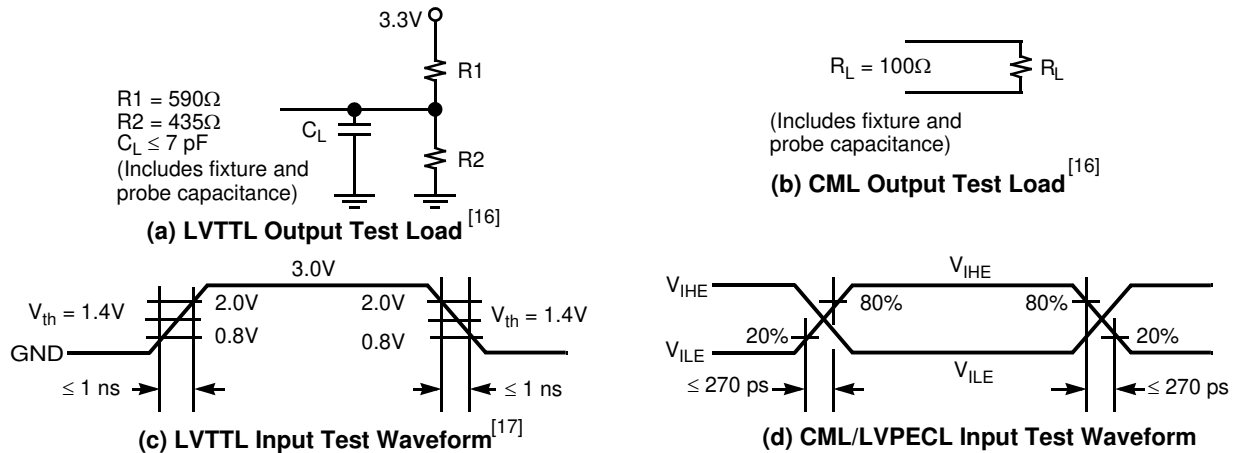 3.3V
R1
R1 = 590Ω
R2 = 435Ω
C_L ≤ 7 pF
(Includes fixture and
probe capacitance)
C_L
R2
(a) LVTTL Output Test Load [16]
R_L = 100Ω
R_L
(Includes fixture and
probe capacitance)
(b) CML Output Test Load [16]
3.0V
V_th = 1.4V
2.0V
0.8V
2.0V
0.8V
V_th = 1.4V
GND
≤ 1 ns
≤ 1 ns
(c) LVTTL Input Test Waveform [17]
V_IHE
V_IHE
80%
80%
20%
20%
V_ILE
V_ILE
≤ 270 ps
≤ 270 ps
(d) CML/LVPECL Input Test Waveform